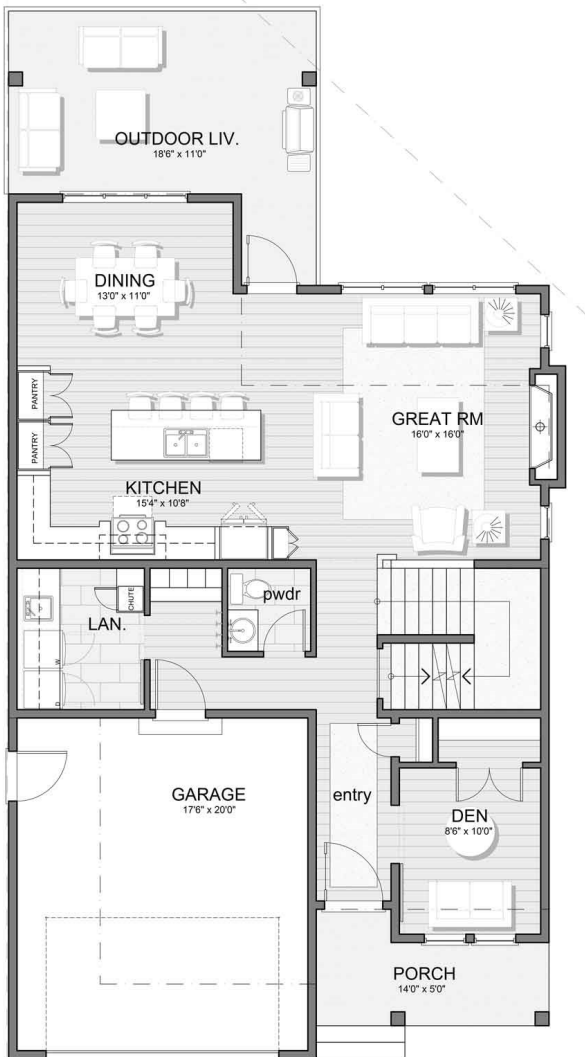 OUTDOOR LIV.
18'6" x 11'0"
DINING
13'0" x 11'0"
PANTRY
GREAT RM
16'0" x 16'0"
PANTRY
KITCHEN
15'4" x 10'8"
CHUTE
pwdr
LAN.
W
D
GARAGE
17'6" x 20'0"
entry
DEN
8'6" x 10'0"
PORCH
14'0" x 5'0"